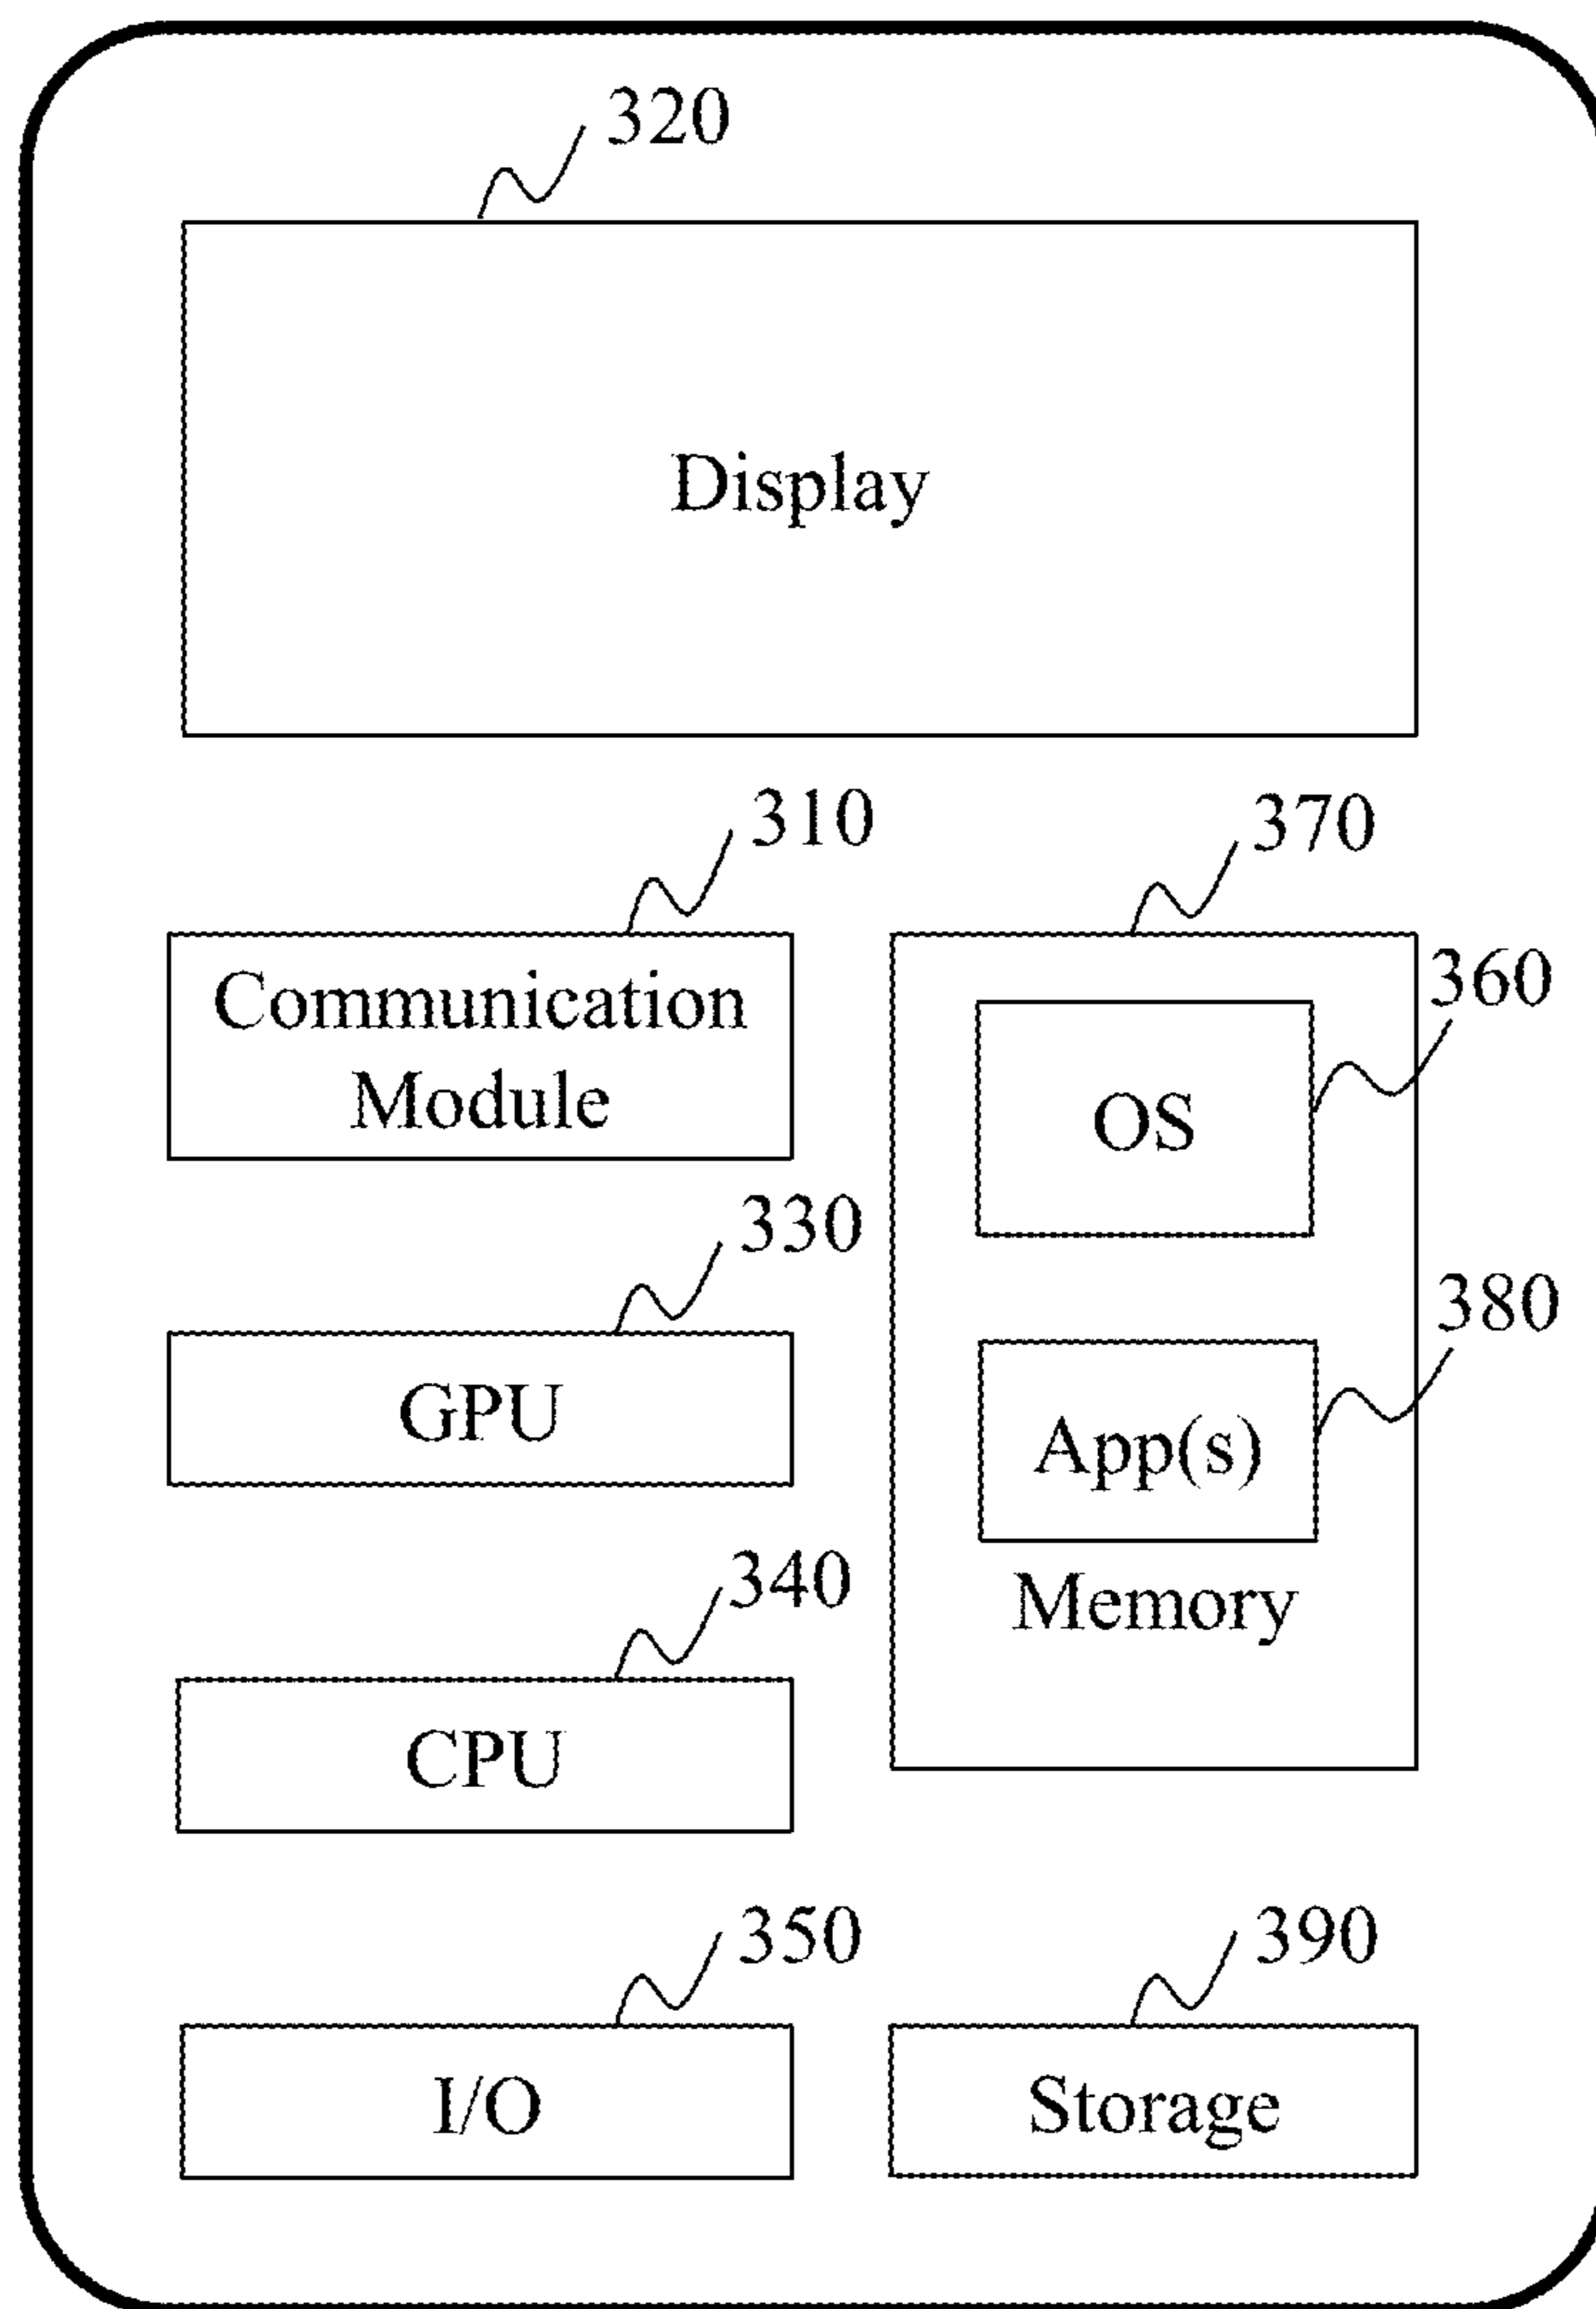 320
Display
310
370
Communication
Module
360
OS
330
GPU
380
App(s)
340
Memory
CPU
350
390
I/O
Storage